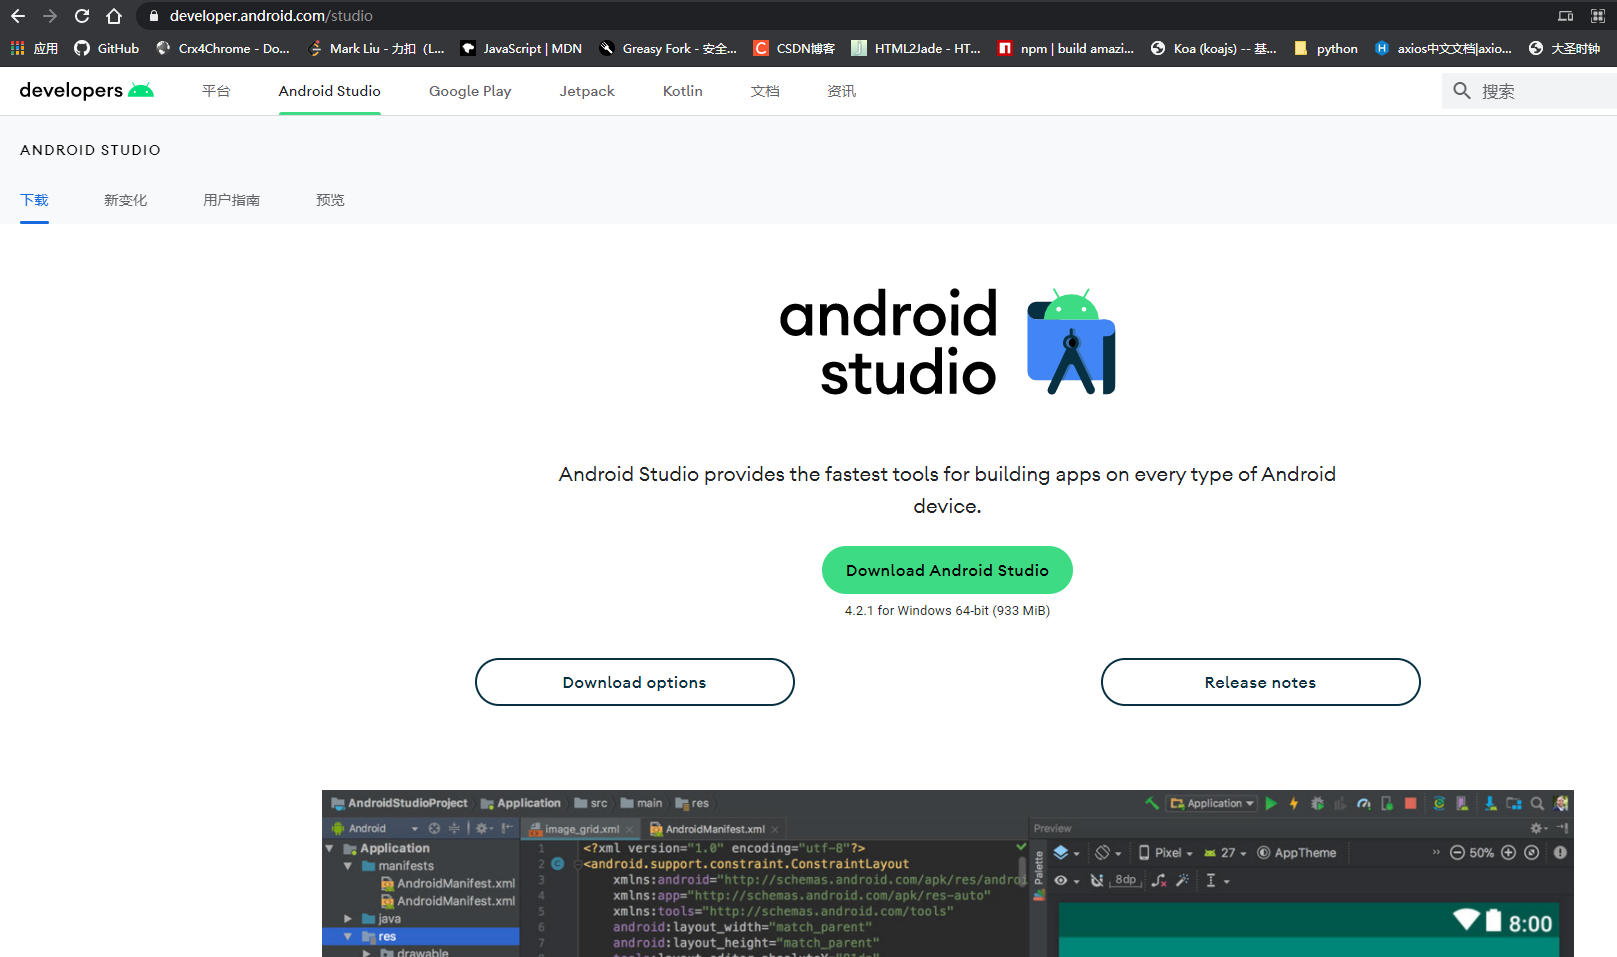 developer.android.com/studio
应用 GitHub Crx4Chrome - Do... Mark Liu - 力扣（L... JavaScript | MDN Greasy Fork - 安全... CSDN博客 HTML2Jade - HT... npm | build amazi... Koa (koajs) -- 基... python axios中文文档|axio... 大圣时钟
developers 平台 Android Studio Google Play Jetpack Kotlin 文档 资讯 搜索
ANDROID STUDIO
下载 新变化 用户指南 预览
android
studio
Android Studio provides the fastest tools for building apps on every type of Android
device.
Download Android Studio
4.2.1 for Windows 64-bit (933 MiB)
Download options Release notes
AndroidStudioProject Application src main res Application
Android image_grid.xml AndroidManifest.xml Preview
Application 1 <?xml version="1.0" encoding="utf-8"?>
manifests 2 <android.support.constraint.ConstraintLayout Palette Pixel 27 AppTheme 50%
AndroidManifest.xml 3 xmlns:android="http://schemas.android.com/apk/res/androi 8dp
AndroidManifest.xml 4 xmlns:app="http://schemas.android.com/apk/res-auto"
java 5 xmlns:tools="http://schemas.android.com/tools"
res 6 android:layout_width="match_parent" 8:00
7 android:layout_height="match_parent"
drawable